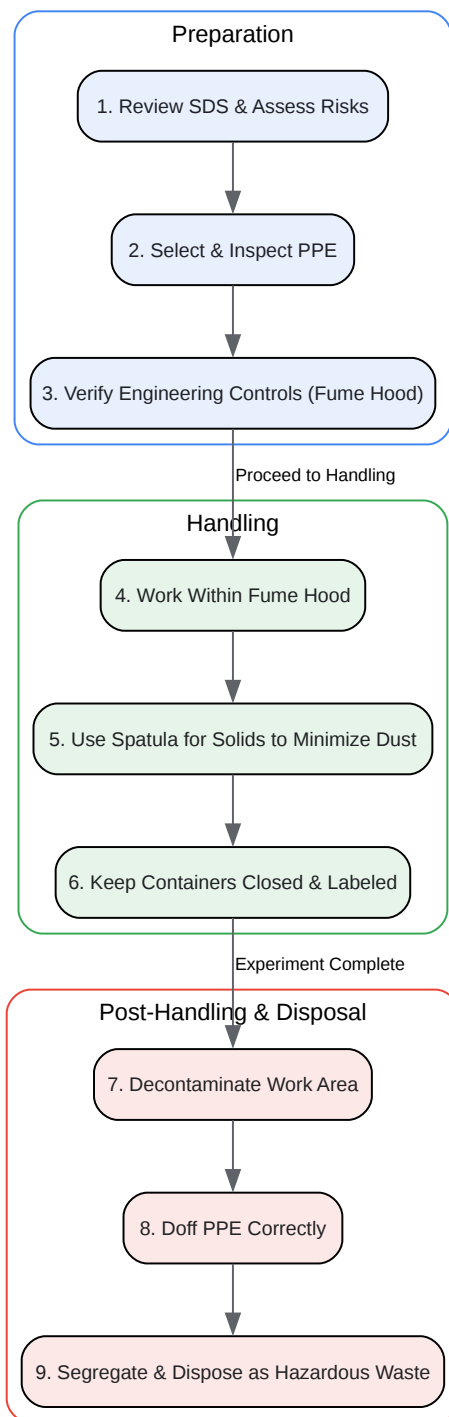 Preparation
1. Review SDS & Assess Risks
2. Select & Inspect PPE
3. Verify Engineering Controls (Fume Hood)
Proceed to Handling
Handling
4. Work Within Fume Hood
5. Use Spatula for Solids to Minimize Dust
6. Keep Containers Closed & Labeled
Experiment Complete
Post-Handling & Disposal
7. Decontaminate Work Area
8. Doff PPE Correctly
9. Segregate & Dispose as Hazardous Waste